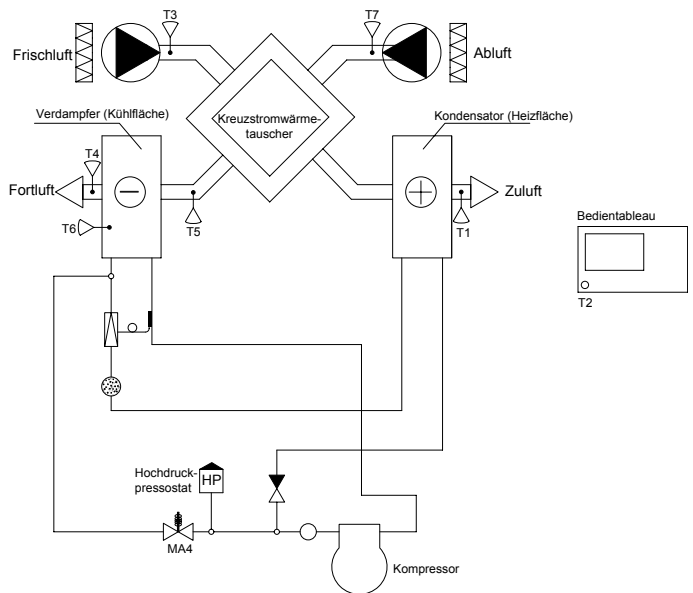 T3
T7
Frischluft
Abluft
Verdampfer (Kühlfläche)
Kreuzstromwärme-
tauscher
Kondensator (Heizfläche)
T4
Fortluft
Zuluft
T6
T5
T1
Bedientableau
T2
Hochdruck-
pressostat
HP
MA4
Kompressor